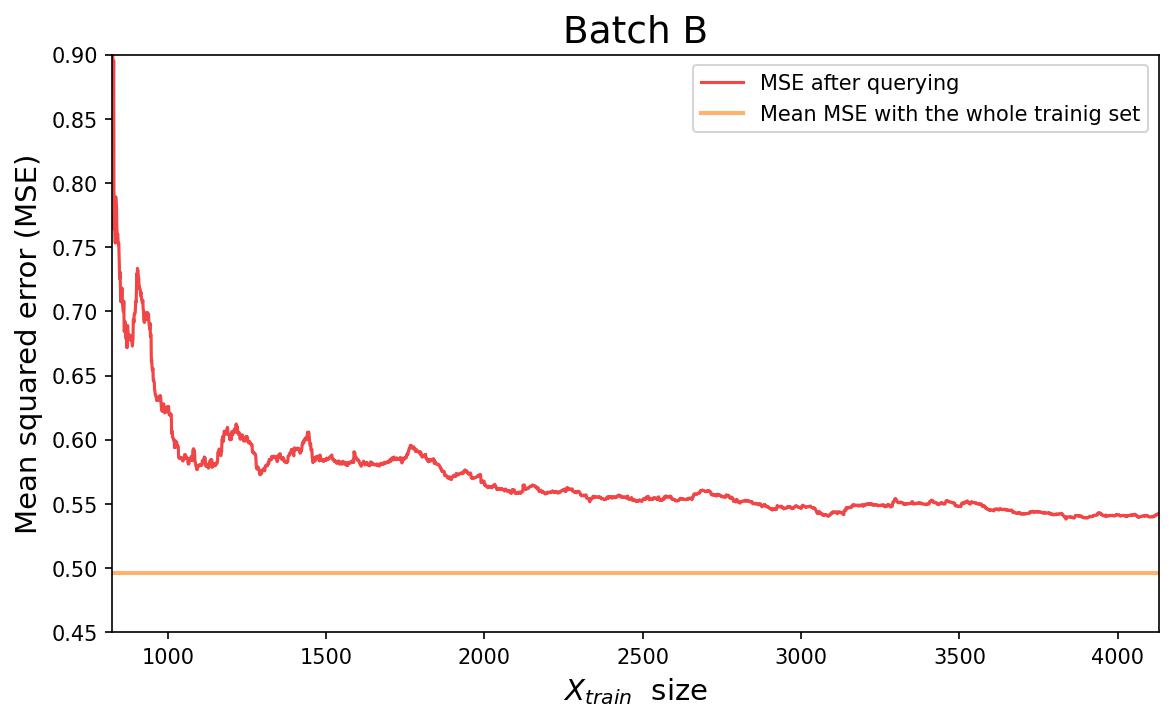 Batch B
MSE after querying
Mean MSE with the whole trainig set
Mean squared error (MSE)
0.90
0.85
0.80
0.75
0.70
0.65
0.60
0.55
0.50
0.45
1000 1500 2000 2500 3000 3500 4000
X_train size